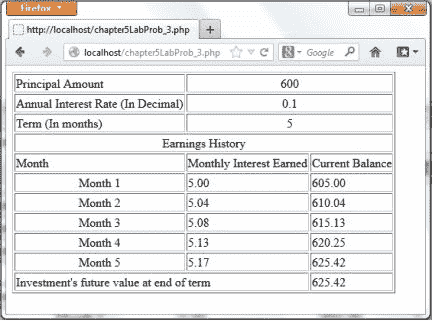 Firefox
http://localhost/chapter5LabProb_3.php
localhost/chapter5LabProb_3.php
Google
Principal Amount 600
Annual Interest Rate (In Decimal) 0.1
Term (In months) 5
Earnings History
Month Monthly Interest Earned Current Balance
Month 1 5.00 605.00
Month 2 5.04 610.04
Month 3 5.08 615.13
Month 4 5.13 620.25
Month 5 5.17 625.42
Investment's future value at end of term 625.42